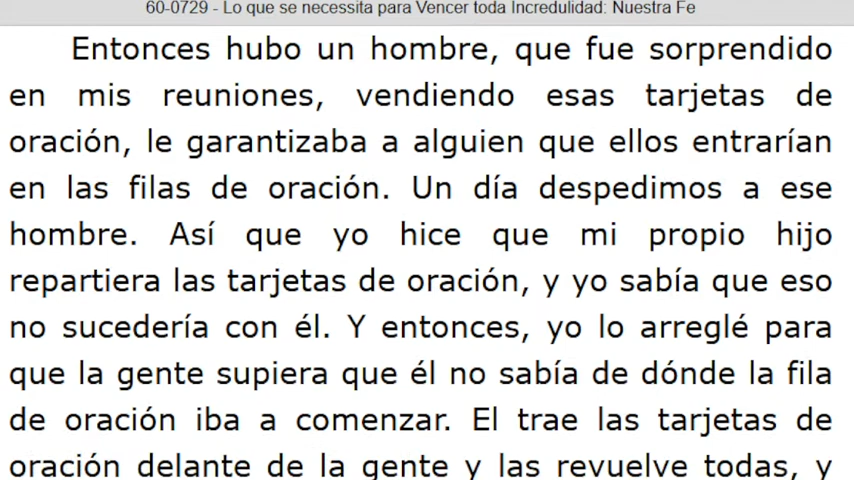 60-0729 - Lo que se necessita para Vencer toda Incredulidad: Nuestra Fe
Entonces hubo un hombre, que fue sorprendido
en mis reuniones, vendiendo esas tarjetas de
oración, le garantizaba a alguien que ellos entrarían
en las filas de oración. Un día despedimos a ese
hombre. Así que yo hice que mi propio hijo
repartiera las tarjetas de oración, y yo sabía que eso
no sucedería con él. Y entonces, yo lo arreglé para
que la gente supiera que él no sabía de dónde la fila
de oración iba a comenzar. El trae las tarjetas de
oración delante de la gente y las revuelve todas, y